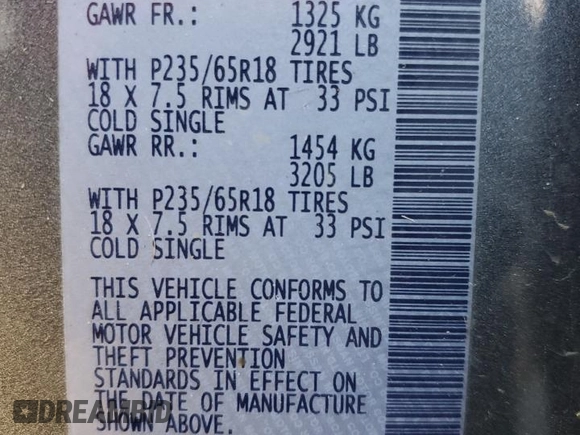 GAWR FR.: 1325 KG
2921 LB
WITH P235/65R18 TIRES
18 X 7.5 RIMS AT 33 PSI
COLD SINGLE
GAWR RR.: 1454 KG
3205 LB
WITH P235/65R18 TIRES
18 X 7.5 RIMS AT 33 PSI
COLD SINGLE
THIS VEHICLE CONFORMS TO
ALL APPLICABLE FEDERAL
MOTOR VEHICLE SAFETY AND
THEFT PREVENTION
STANDARDS IN EFFECT ON
THE DATE OF MANUFACTURE
SHOWN ABOVE.
DREAMBID